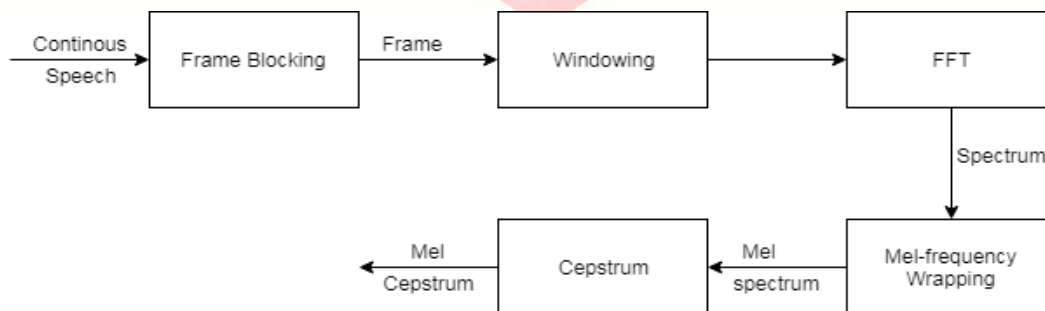 Continous
Speech
Frame Blocking
Frame
Windowing
FFT
Spectrum
Mel-frequency
Wrapping
Mel
spectrum
Cepstrum
Mel
Cepstrum